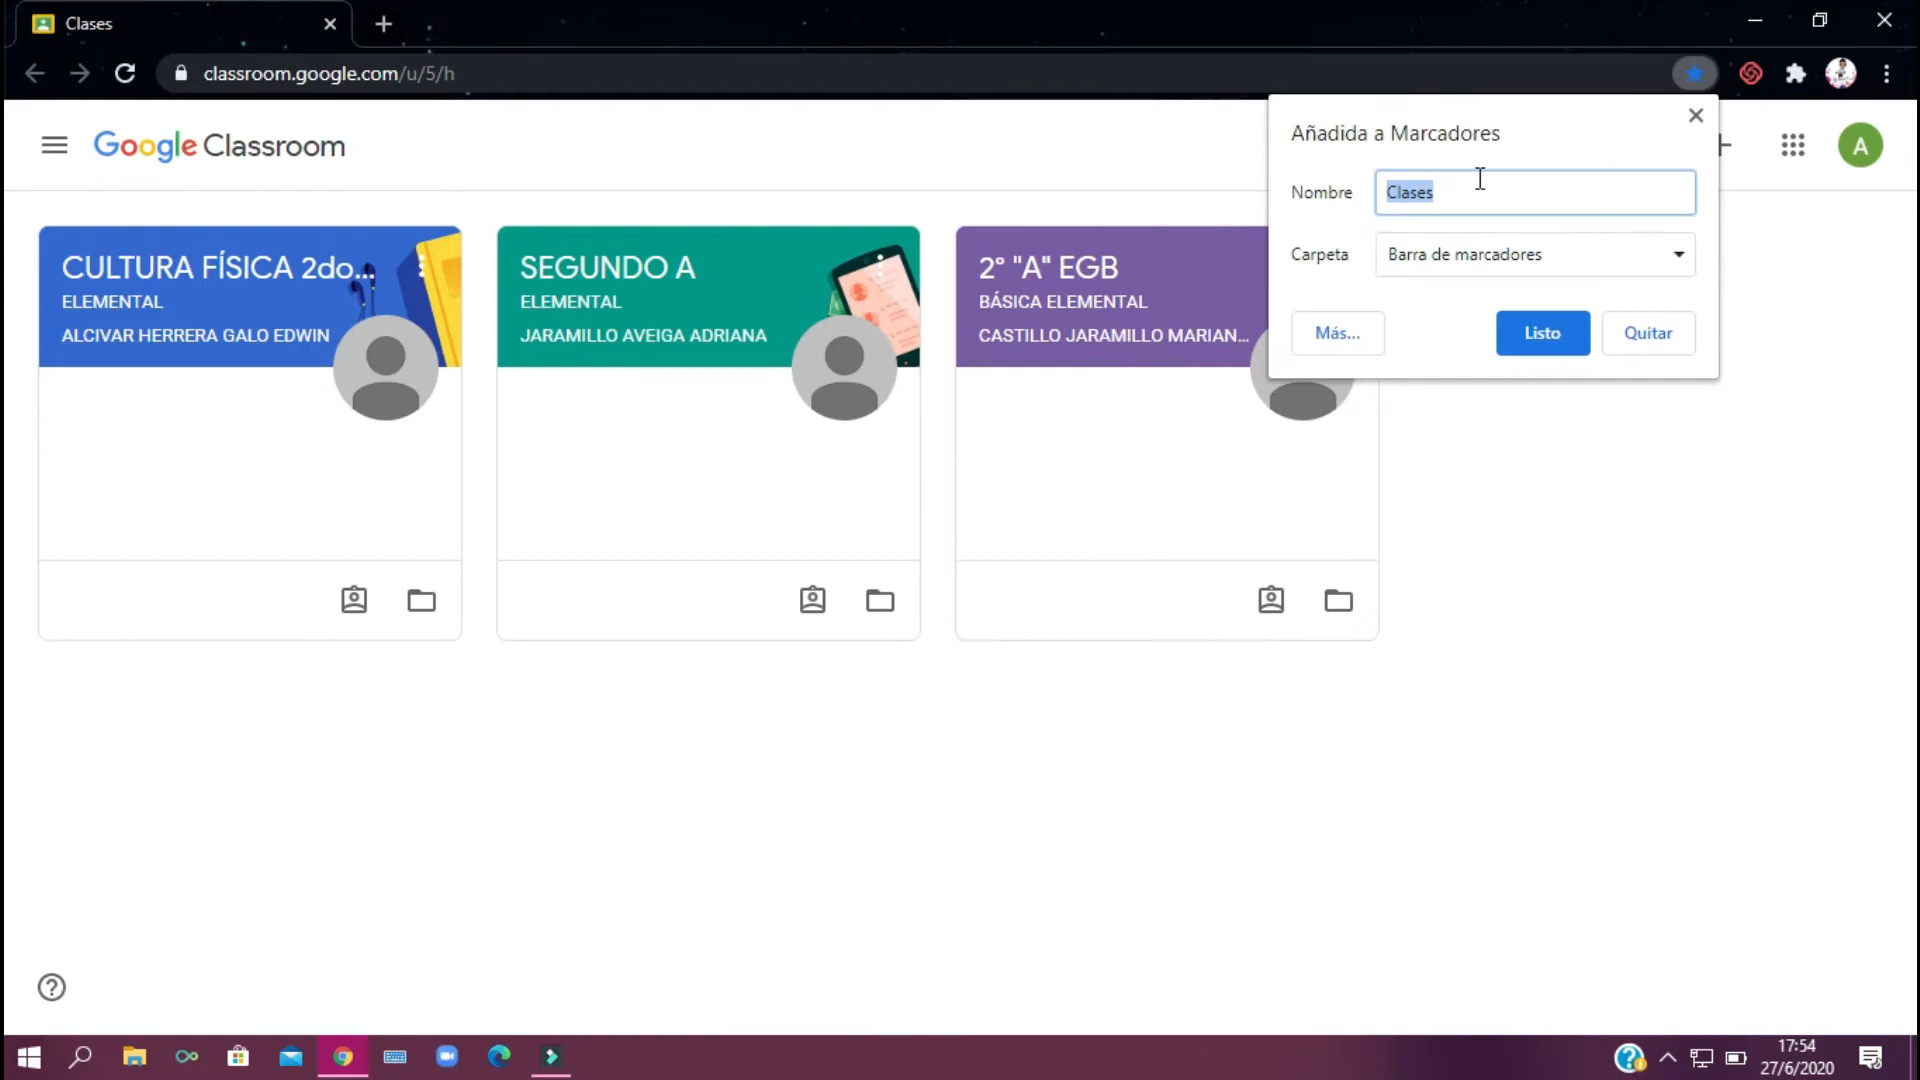 Clases
classroom.google.com/u/5/h
Google Classroom
A
Añadida a Marcadores
Nombre Clases
Carpeta Barra de marcadores
Más... Listo Quitar
CULTURA FÍSICA 2do...
ELEMENTAL
ALCIVAR HERRERA GALO EDWIN
SEGUNDO A
ELEMENTAL
JARAMILLO AVEIGA ADRIANA
2° "A" EGB
BÁSICA ELEMENTAL
CASTILLO JARAMILLO MARIAN...
17:54
27/6/2020